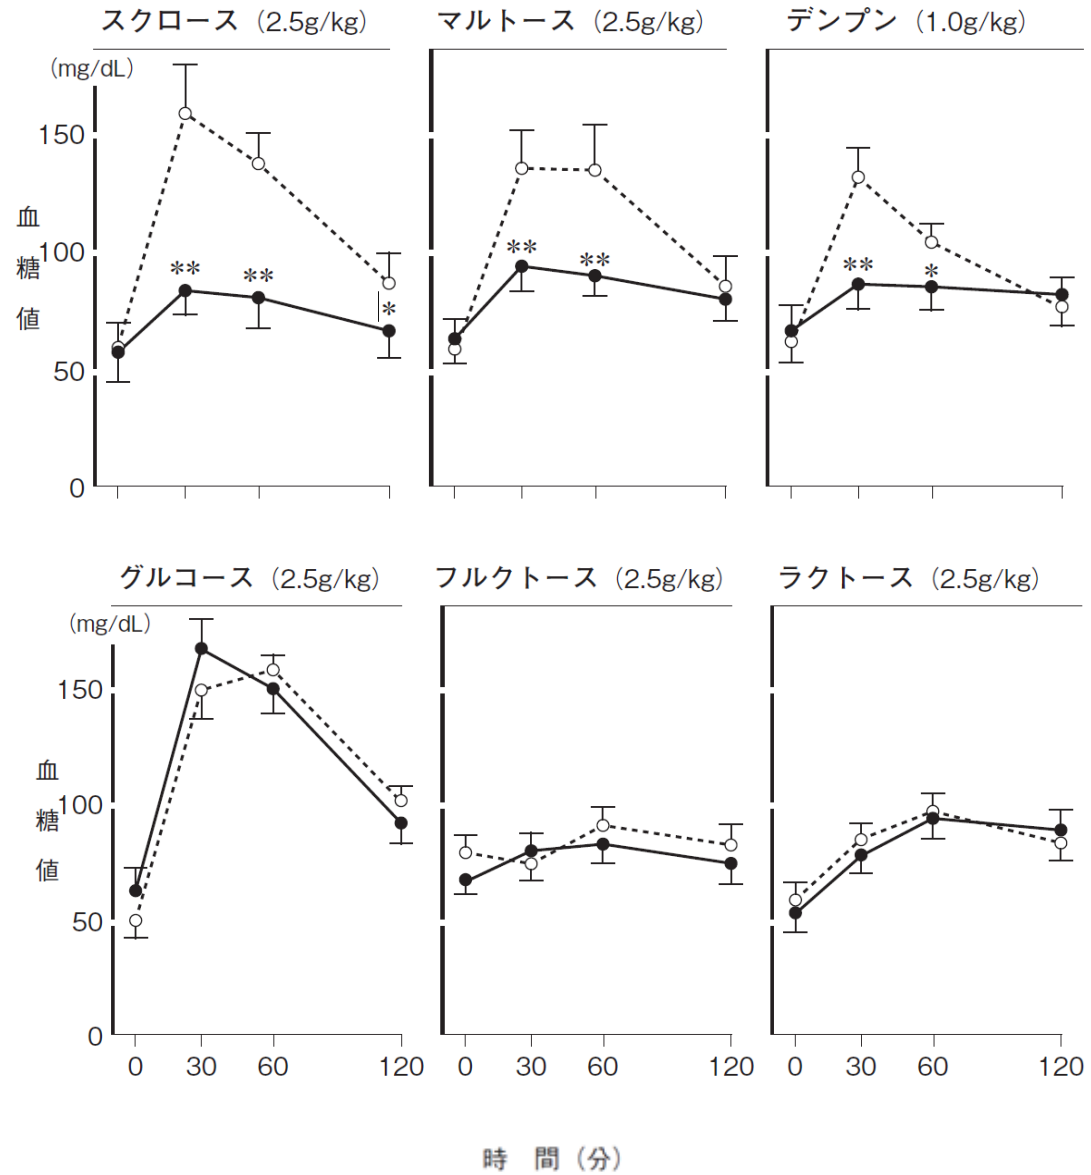 スクロース（2.5g/kg） マルトース（2.5g/kg） デンプン（1.0g/kg）
(mg/dL)
150
100
50
0
血糖値
** ** *
** **
** *
グルコース（2.5g/kg） フルクトース（2.5g/kg） ラクトース（2.5g/kg）
(mg/dL)
150
100
50
0
血糖値
0 30 60 120 0 30 60 120 0 30 60 120
時　間（分）